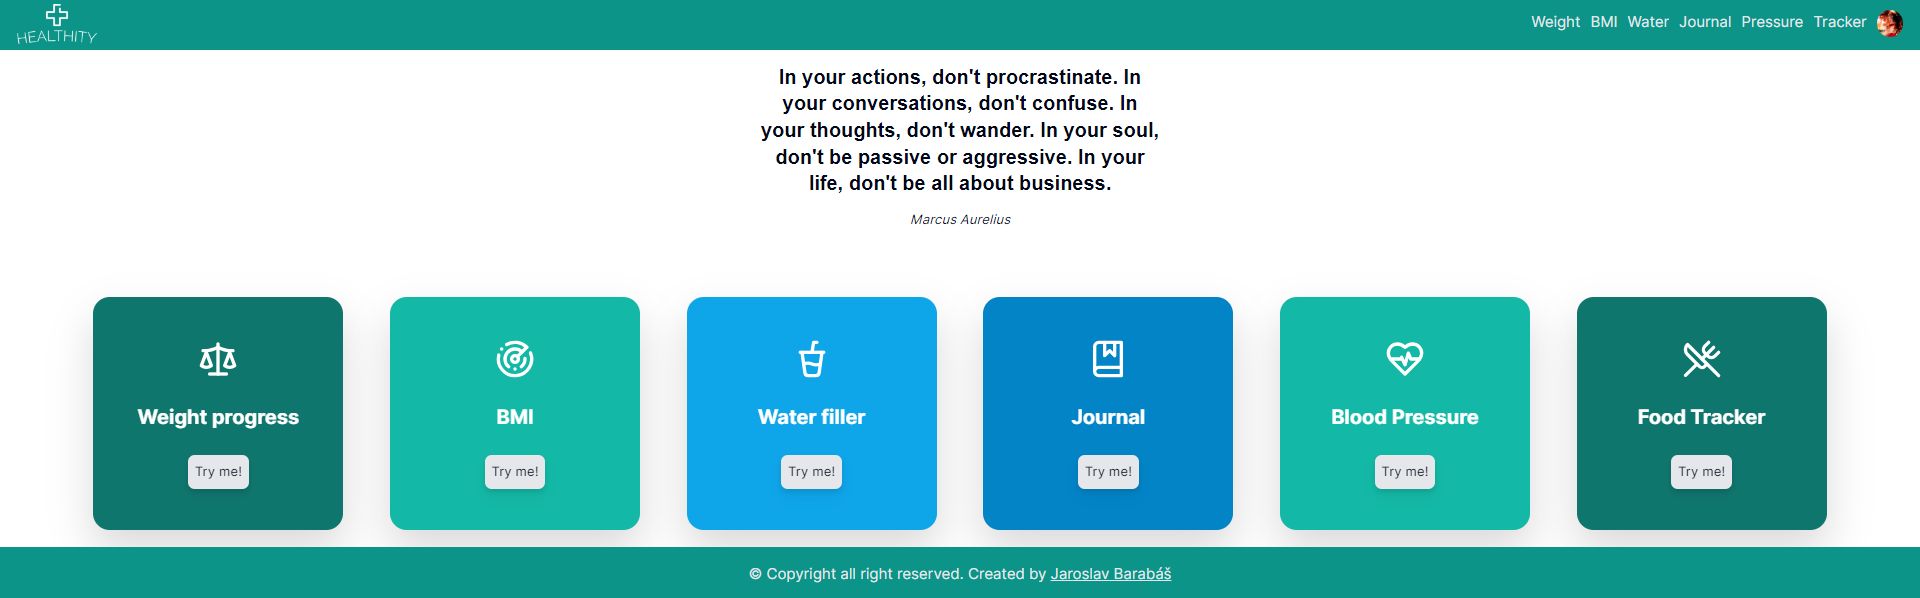 HEALTHITY
Weight BMI Water Journal Pressure Tracker
In your actions, don't procrastinate. In
your conversations, don't confuse. In
your thoughts, don't wander. In your soul,
don't be passive or aggressive. In your
life, don't be all about business.
Marcus Aurelius
Weight progress
Try me!
BMI
Try me!
Water filler
Try me!
Journal
Try me!
Blood Pressure
Try me!
Food Tracker
Try me!
© Copyright all right reserved. Created by Jaroslav Barabáš